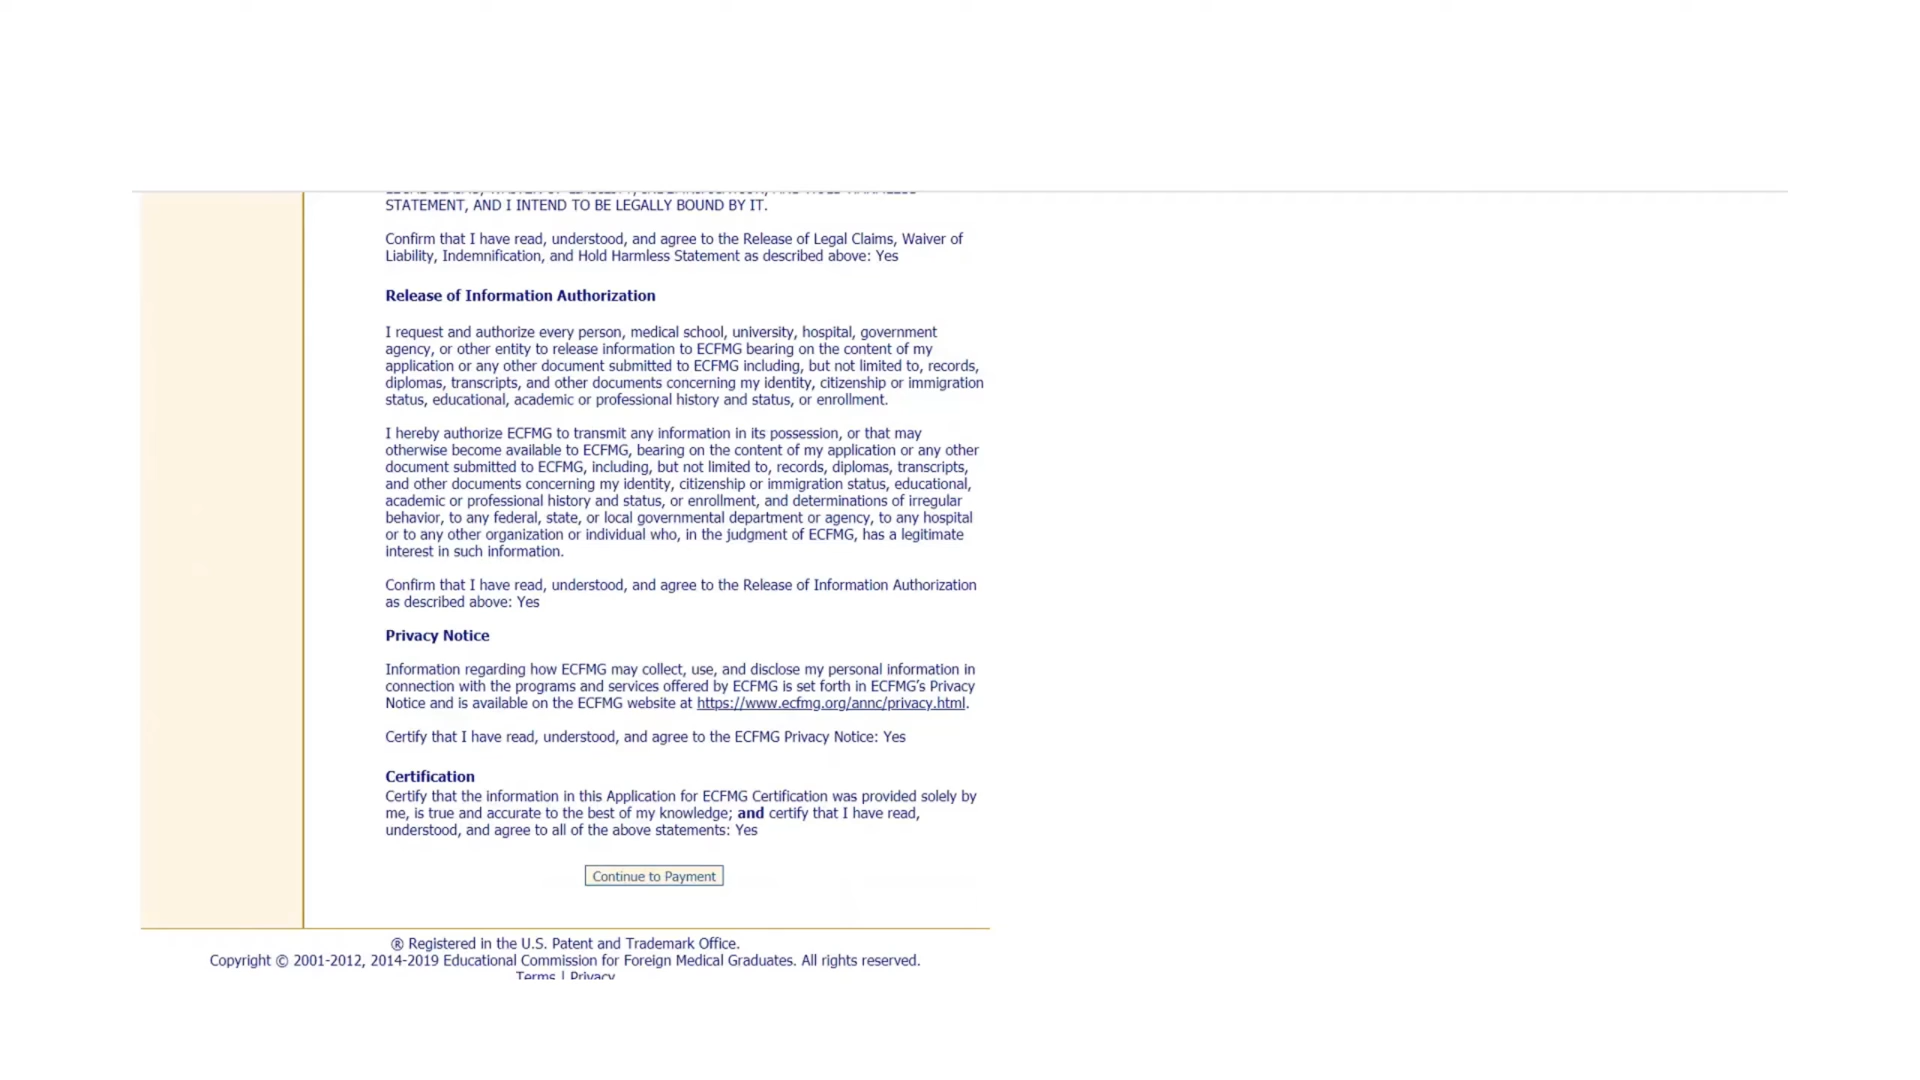 STATEMENT, AND I INTEND TO BE LEGALLY BOUND BY IT.
Confirm that I have read, understood, and agree to the Release of Legal Claims, Waiver of
Liability, Indemnification, and Hold Harmless Statement as described above: Yes
Release of Information Authorization
I request and authorize every person, medical school, university, hospital, government
agency, or other entity to release information to ECFMG bearing on the content of my
application or any other document submitted to ECFMG including, but not limited to, records,
diplomas, transcripts, and other documents concerning my identity, citizenship or immigration
status, educational, academic or professional history and status, or enrollment.
I hereby authorize ECFMG to transmit any information in its possession, or that may
otherwise become available to ECFMG, bearing on the content of my application or any other
document submitted to ECFMG, including, but not limited to, records, diplomas, transcripts,
and other documents concerning my identity, citizenship or immigration status, educational,
academic or professional history and status, or enrollment, and determinations of irregular
behavior, to any federal, state, or local governmental department or agency, to any hospital
or to any other organization or individual who, in the judgment of ECFMG, has a legitimate
interest in such information.
Confirm that I have read, understood, and agree to the Release of Information Authorization
as described above: Yes
Privacy Notice
Information regarding how ECFMG may collect, use, and disclose my personal information in
connection with the programs and services offered by ECFMG is set forth in ECFMG's Privacy
Notice and is available on the ECFMG website at https://www.ecfmg.org/annc/privacy.html.
Certify that I have read, understood, and agree to the ECFMG Privacy Notice: Yes
Certification
Certify that the information in this Application for ECFMG Certification was provided solely by
me, is true and accurate to the best of my knowledge; and certify that I have read,
understood, and agree to all of the above statements: Yes
Continue to Payment
® Registered in the U.S. Patent and Trademark Office.
Copyright © 2001-2012, 2014-2019 Educational Commission for Foreign Medical Graduates. All rights reserved.
Terms | Privacy